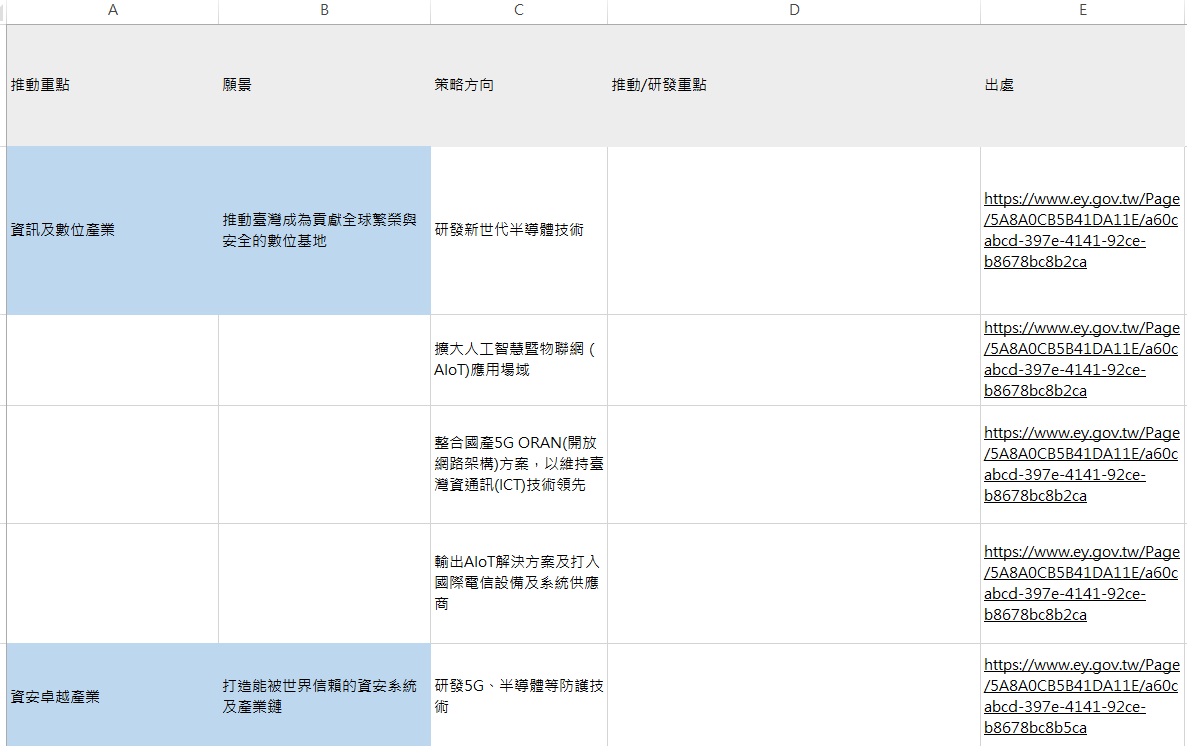 A B C D E
推動重點 願景 策略方向 推動/研發重點 出處
資訊及數位產業
推動臺灣成為貢獻全球繁榮與
安全的數位基地
研發新世代半導體技術
https://www.ey.gov.tw/Page
/5A8A0CB5B41DA11E/a60c
abcd-397e-4141-92ce-
b8678bc8b2ca
擴大人工智慧暨物聯網 (
AIoT)應用場域
https://www.ey.gov.tw/Page
/5A8A0CB5B41DA11E/a60c
abcd-397e-4141-92ce-
b8678bc8b2ca
整合國產5G ORAN(開放
網路架構)方案，以維持臺
灣資通訊(ICT)技術領先
https://www.ey.gov.tw/Page
/5A8A0CB5B41DA11E/a60c
abcd-397e-4141-92ce-
b8678bc8b2ca
輸出AIoT解決方案及打入
國際電信設備及系統供應
商
https://www.ey.gov.tw/Page
/5A8A0CB5B41DA11E/a60c
abcd-397e-4141-92ce-
b8678bc8b2ca
資安卓越產業
打造能被世界信賴的資安系統
及產業鏈
研發5G、半導體等防護技
術
https://www.ey.gov.tw/Page
/5A8A0CB5B41DA11E/a60c
abcd-397e-4141-92ce-
b8678bc8b5ca